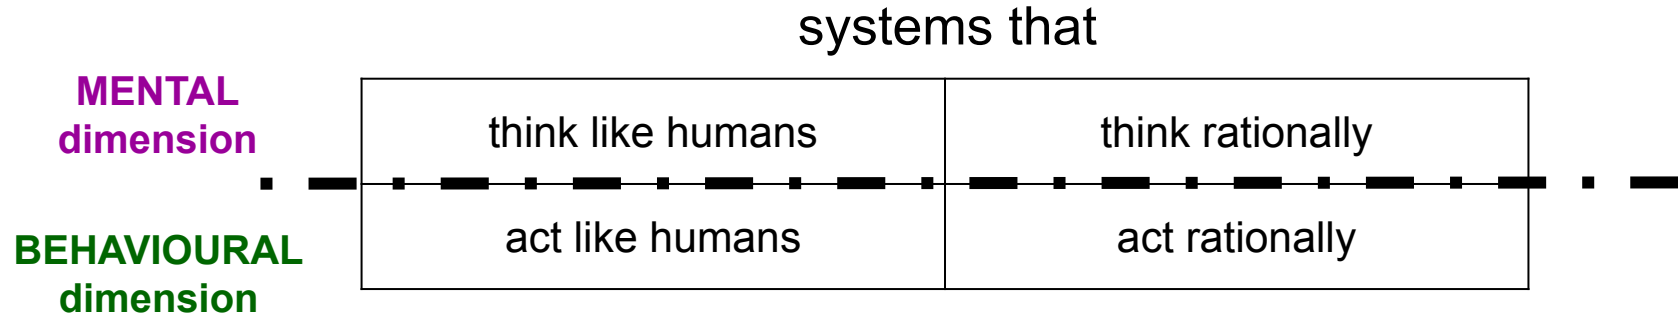 systems that
MENTAL
dimension
think like humans
think rationally
BEHAVIOURAL
dimension
act like humans
act rationally